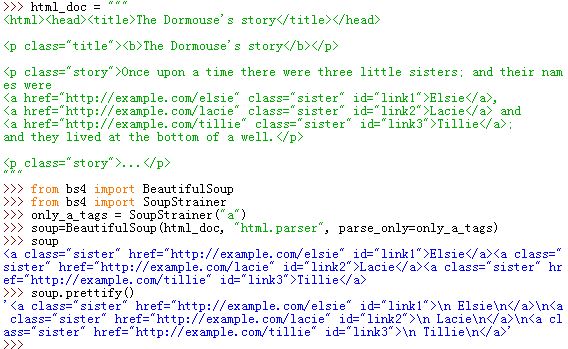 >>> html_doc = """
<html><head><title>The Dormouse's story</title></head>
<p class="title"><b>The Dormouse's story</b></p>
<p class="story">Once upon a time there were three little sisters; and their nam
es were
<a href="http://example.com/elsie" class="sister" id="link1">Elsie</a>,
<a href="http://example.com/lacie" class="sister" id="link2">Lacie</a> and
<a href="http://example.com/tillie" class="sister" id="link3">Tillie</a>;
and they lived at the bottom of a well.</p>
<p class="story">...</p>
"""
>>> from bs4 import BeautifulSoup
>>> from bs4 import SoupStrainer
>>> only_a_tags = SoupStrainer("a")
>>> soup=BeautifulSoup(html_doc, "html.parser", parse_only=only_a_tags)
>>> soup
<a class="sister" href="http://example.com/elsie" id="link1">Elsie</a><a class="
sister" href="http://example.com/lacie" id="link2">Lacie</a><a class="sister" hr
ef="http://example.com/tillie" id="link3">Tillie</a>
>>> soup.prettify()
'<a class="sister" href="http://example.com/elsie" id="link1">\n Elsie\n</a>\n<a
 class="sister" href="http://example.com/lacie" id="link2">\n Lacie\n</a>\n<a cl
ass="sister" href="http://example.com/tillie" id="link3">\n Tillie\n</a>'
>>>